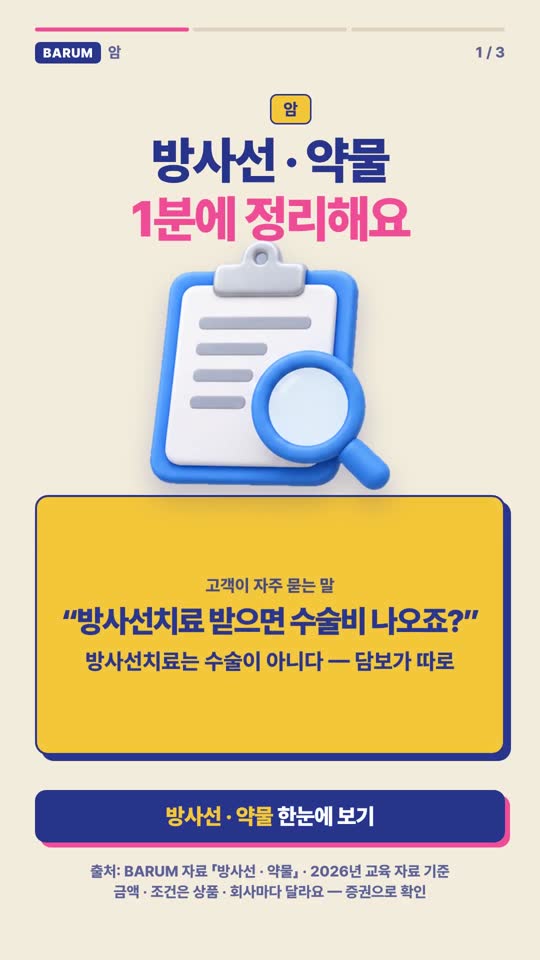 BARUM 암
1 / 3
암
방사선 · 약물
1분에 정리해요
고객이 자주 묻는 말
“방사선치료 받으면 수술비 나오죠?”
방사선치료는 수술이 아니다 — 담보가 따로
방사선 · 약물 한눈에 보기
출처: BARUM 자료 「방사선 · 약물」 · 2026년 교육 자료 기준
금액 · 조건은 상품 · 회사마다 달라요 — 증권으로 확인